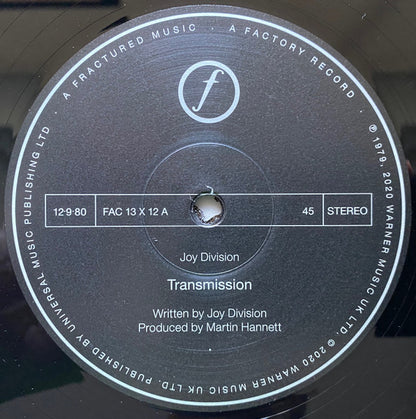 A FRACTURED MUSIC · A FACTORY RECORD · ℗ 1979, 2020 WARNER MUSIC UK LTD. © 2020 WARNER MUSIC UK LTD. PUBLISHED BY UNIVERSAL MUSIC PUBLISHING LTD ·
f
12·9·80 FAC 13 X 12 A 45 STEREO
Joy Division
Transmission
Written by Joy Division
Produced by Martin Hannett